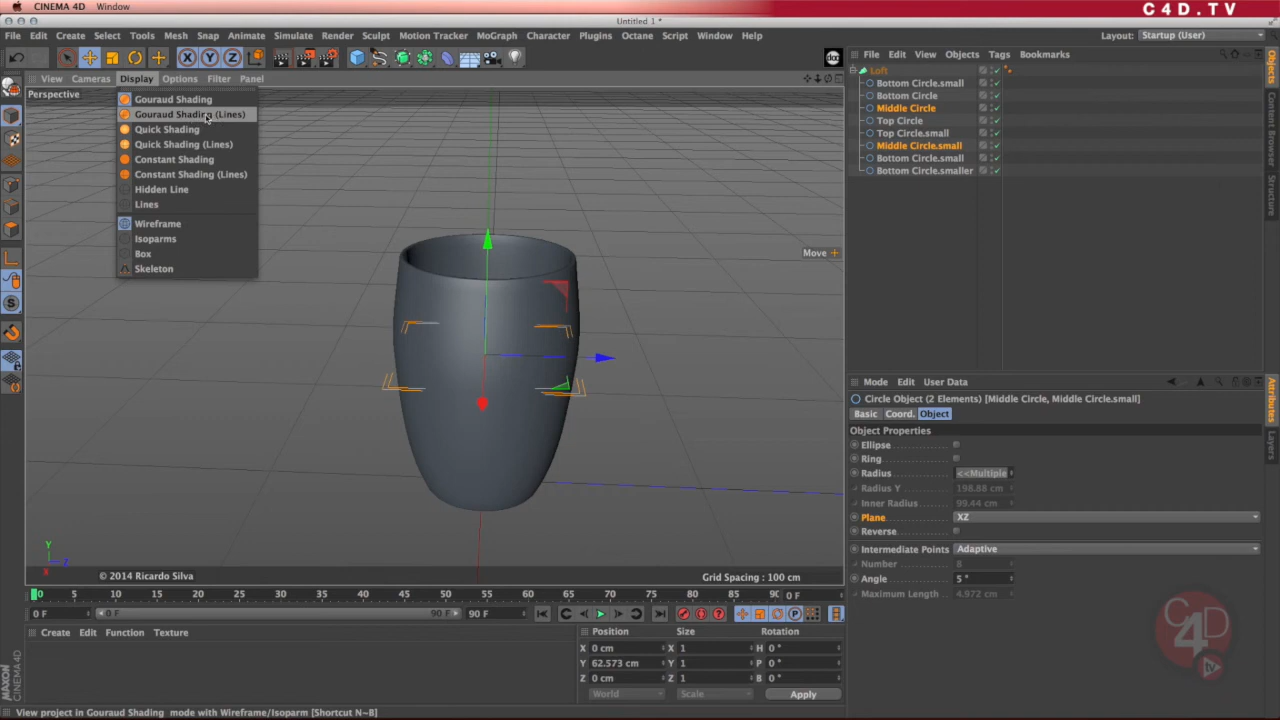 CINEMA 4D Window
C4D.TV
Untitled 1 *
File Edit Create Select Tools Mesh Snap Animate Simulate Render Sculpt Motion Tracker MoGraph Character Plugins Octane Script Window Help
Layout: Startup (User)
View Cameras Display Options Filter Panel
File Edit View Objects Tags Bookmarks
Perspective
Gouraud Shading
Gouraud Shading (Lines)
Quick Shading
Quick Shading (Lines)
Constant Shading
Constant Shading (Lines)
Hidden Line
Lines
Wireframe
Isoparms
Box
Skeleton
Loft
Bottom Circle.small
Bottom Circle
Middle Circle
Top Circle
Top Circle.small
Middle Circle.small
Bottom Circle.small
Bottom Circle.smaller
Objects
Structure
Move
Mode Edit User Data
Circle Object (2 Elements) [Middle Circle, Middle Circle.small]
Basic Coord. Object
Object Properties
Ellipse
Ring
Radius <<Multiple
Radius Y 198.88 cm
Inner Radius 99.44 cm
Plane XZ
Reverse
Intermediate Points Adaptive
Number 8
Angle 5 °
Maximum Length 4.972 cm
Attributes
Layers
Y
Z
X
© 2014 Ricardo Silva
Grid Spacing : 100 cm
0 5 10 15 20 25 30 35 40 45 50 55 60 65 70 75 80 85 90 0 F
0 F 0 F 90 F 90 F
Create Edit Function Texture
Position Size Rotation
X 0 cm X 1 H 0 °
Y 62.573 cm Y 1 P 0 °
Z 0 cm Z 1 B 0 °
World Scale Apply
MAXON
CINEMA 4D
C4D
tv
View project in Gouraud Shading mode with Wireframe/Isoparm [Shortcut N~B]